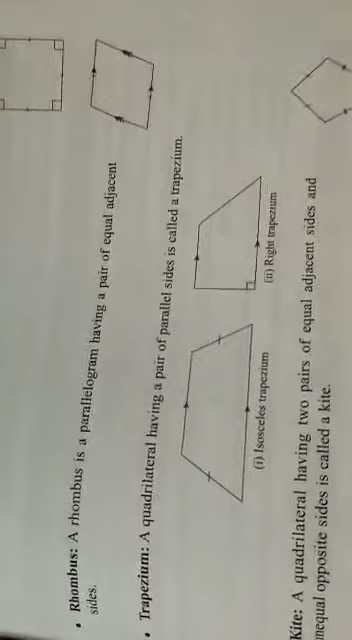 • Rhombus: A rhombus is a parallelogram having a pair of equal adjacent
sides.
• Trapezium: A quadrilateral having a pair of parallel sides is called a trapezium.
(i) Isosceles trapezium
(ii) Right trapezium
Kite: A quadrilateral having two pairs of equal adjacent sides and
unequal opposite sides is called a kite.